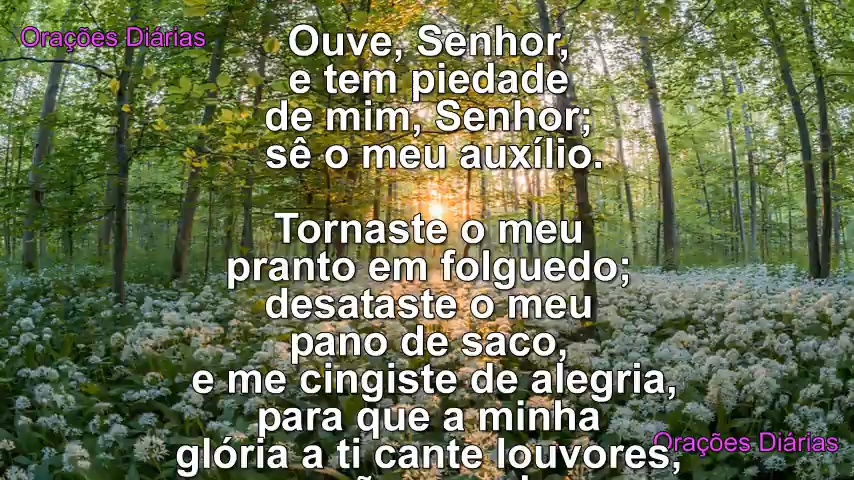 Orações Diárias
Ouve, Senhor,
e tem piedade
de mim, Senhor;
sê o meu auxílio.
Tornaste o meu
pranto em folguedo;
desataste o meu
pano de saco,
e me cingiste de alegria,
para que a minha
glória a ti cante louvores,
Orações Diárias